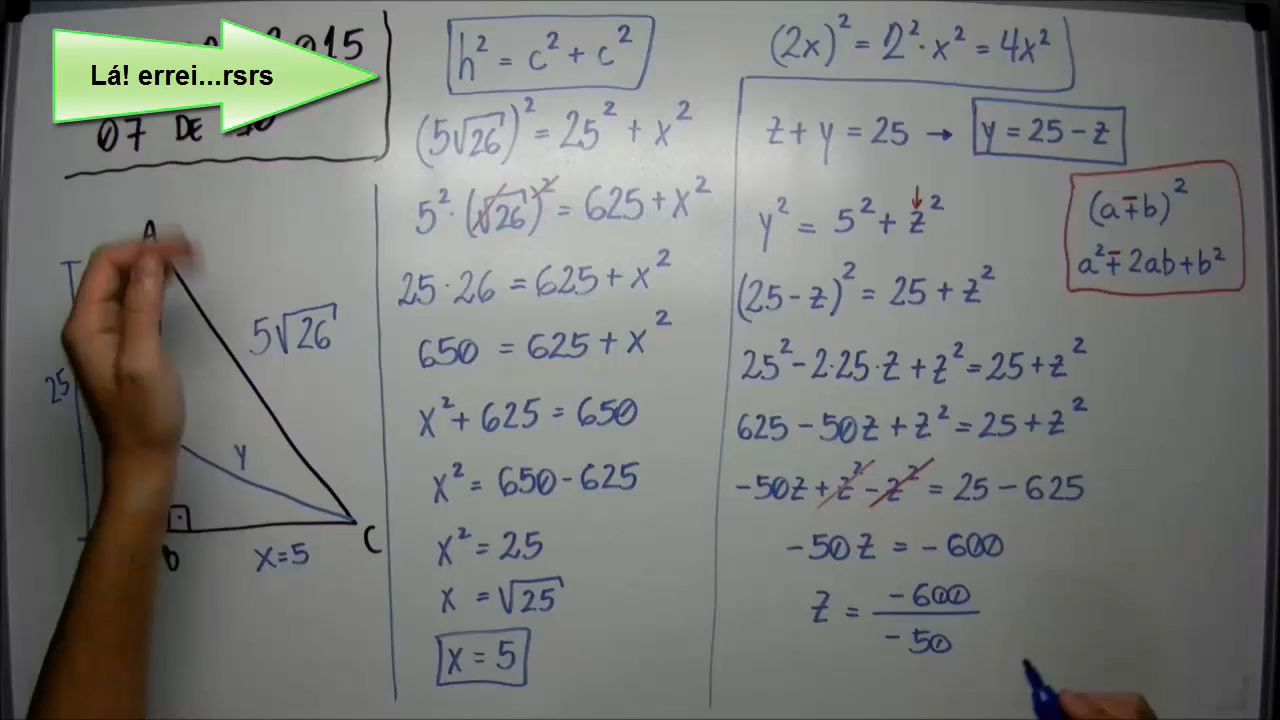 Lá! errei...rsrs
2015
07 DE 10
A
25
5√26
y
B
x=5
C
h² = c² + c²
(5√26)² = 25² + x²
5² · (√26)² = 625 + x²
25 · 26 = 625 + x²
650 = 625 + x²
x² + 625 = 650
x² = 650 - 625
x² = 25
x = √25
x = 5
(2x)² = 2² · x² = 4x²
z + y = 25 → y = 25 - z
y² = 5² + z²
(25 - z)² = 25 + z²
25² - 2·25·z + z² = 25 + z²
625 - 50z + z² = 25 + z²
-50z + z² - z² = 25 - 625
-50z = -600
z = -600
-50
(a∓b)²
a² ∓ 2ab + b²